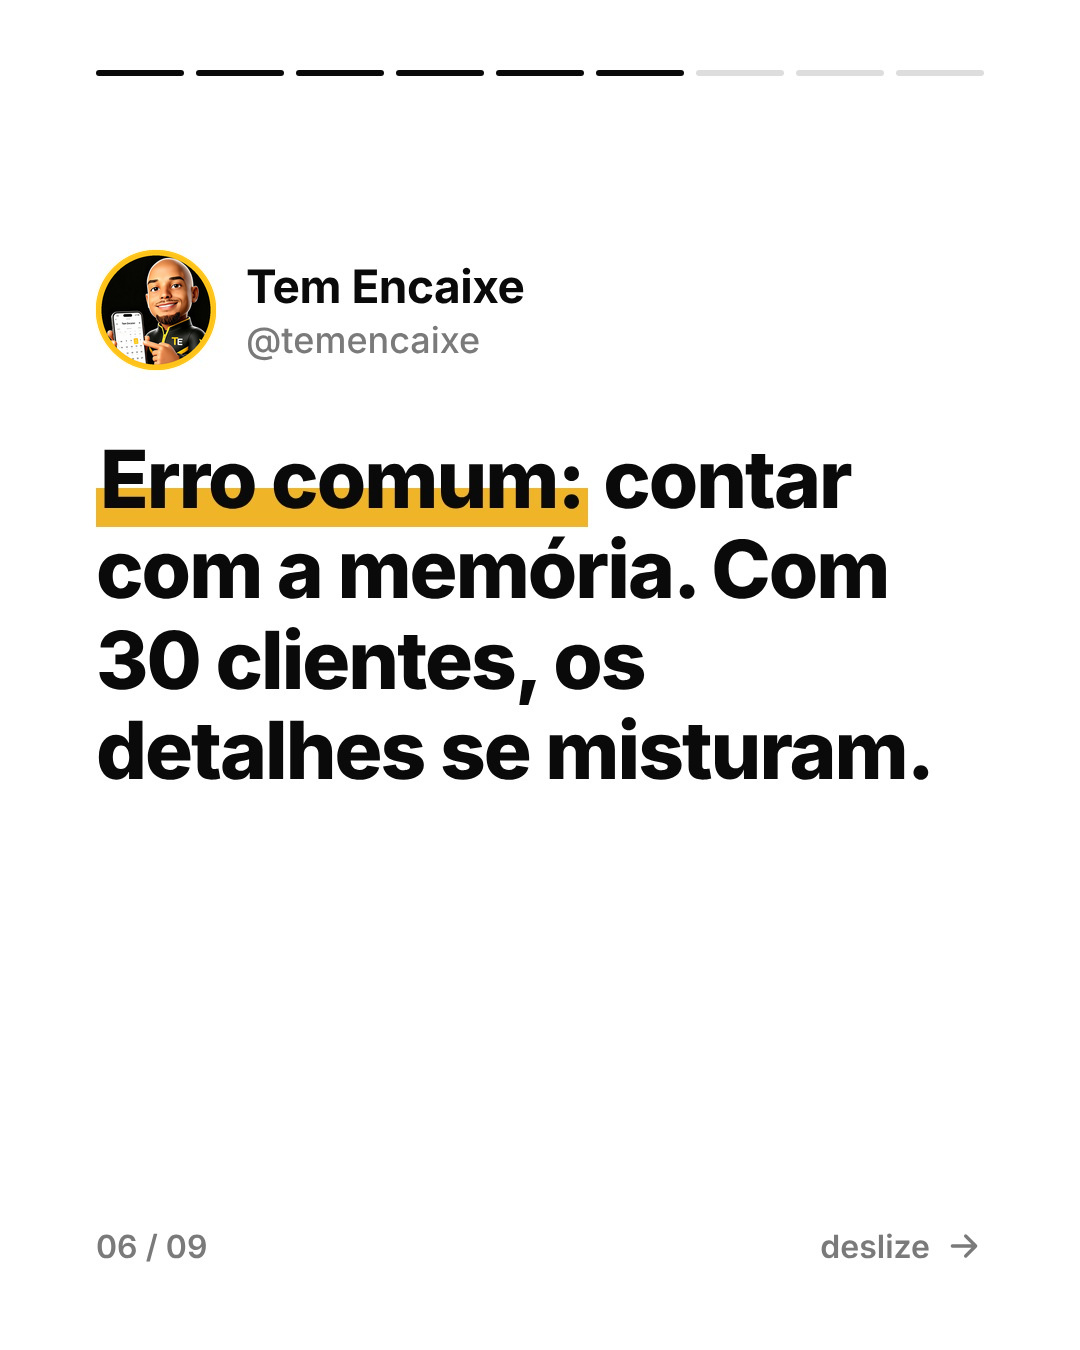 Tem Encaixe
@temencaixe
Erro comum: contar
com a memória. Com
30 clientes, os
detalhes se misturam.
06 / 09
deslize →